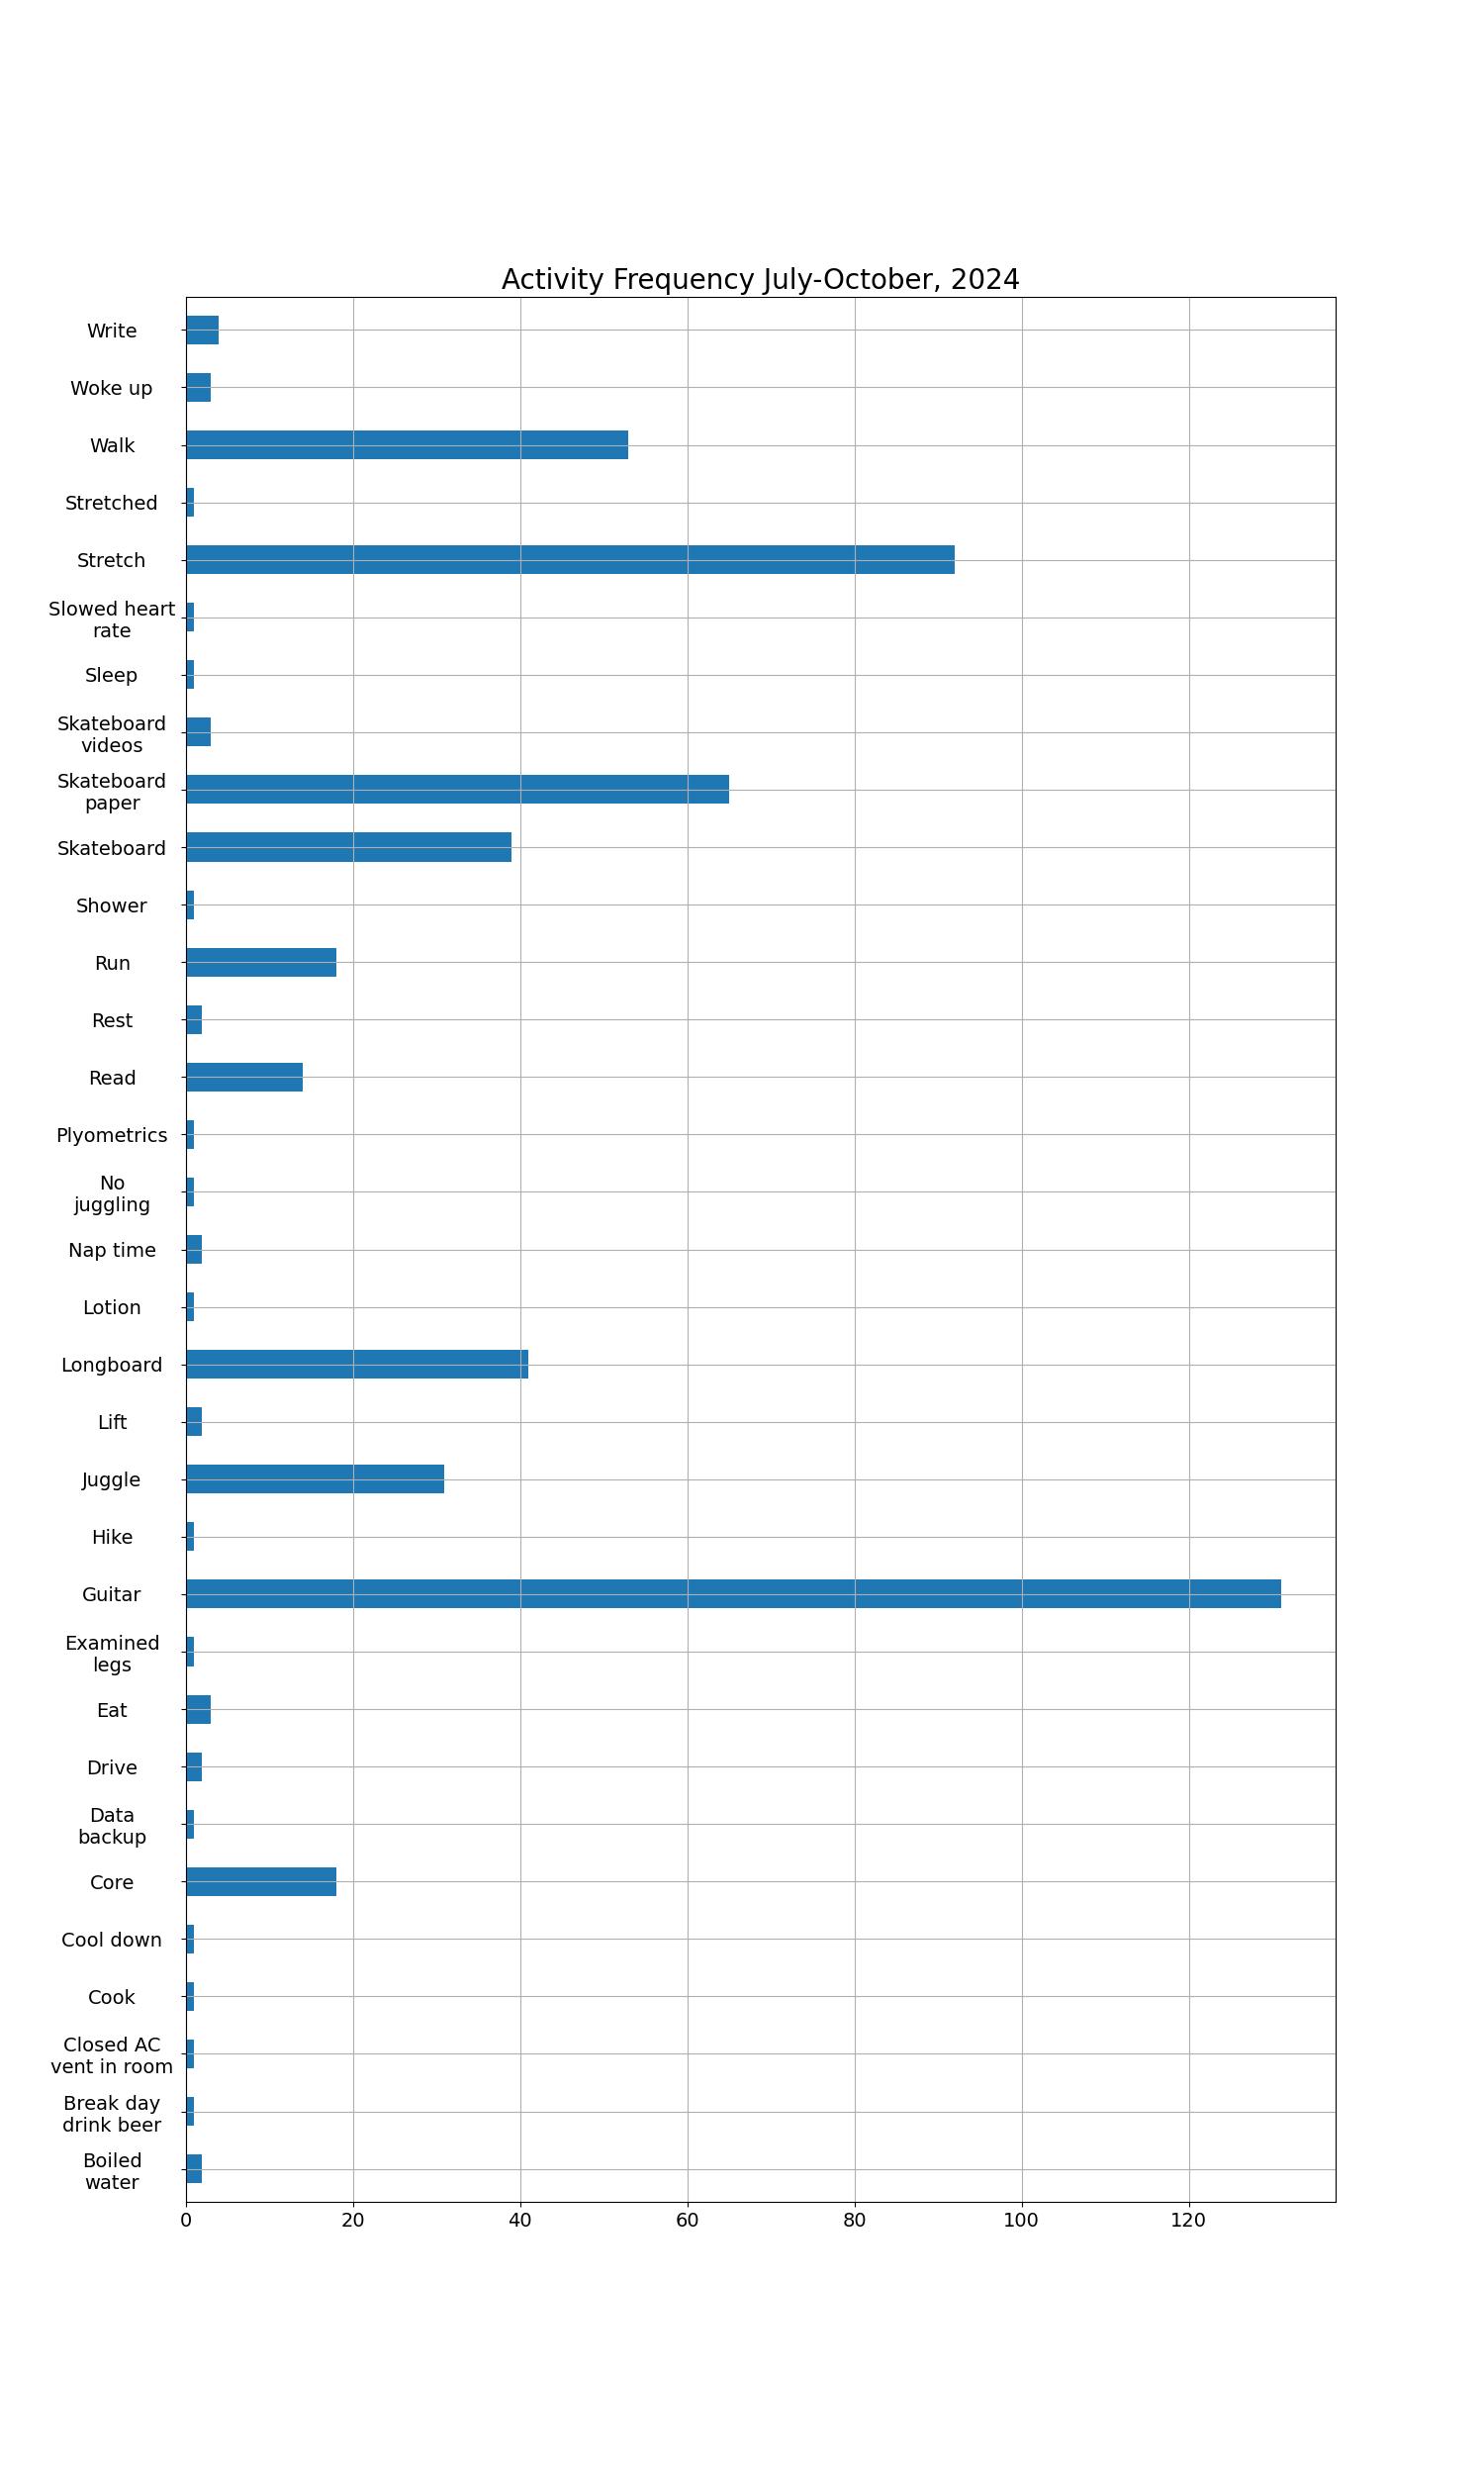 Activity Frequency July-October, 2024
Write
Woke up
Walk
Stretched
Stretch
Slowed heart
rate
Sleep
Skateboard
videos
Skateboard
paper
Skateboard
Shower
Run
Rest
Read
Plyometrics
No
juggling
Nap time
Lotion
Longboard
Lift
Juggle
Hike
Guitar
Examined
legs
Eat
Drive
Data
backup
Core
Cool down
Cook
Closed AC
vent in room
Break day
drink beer
Boiled
water
0 20 40 60 80 100 120